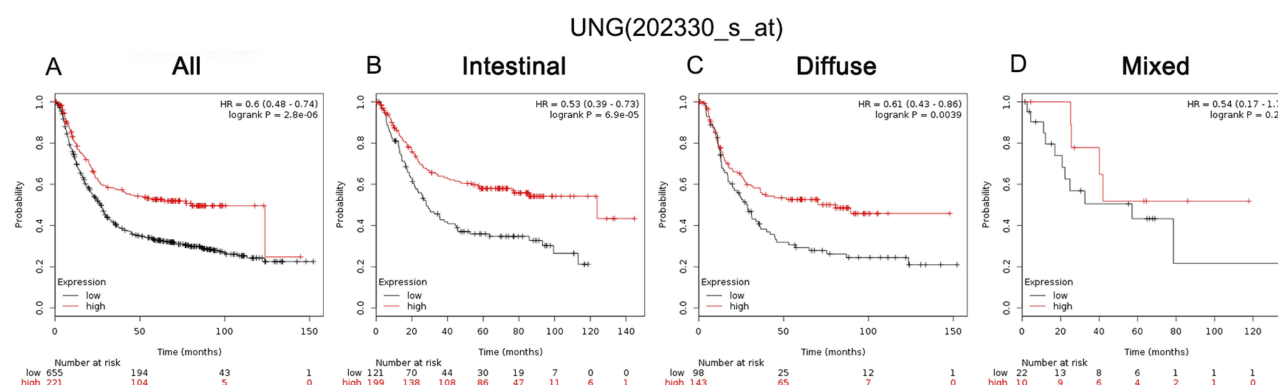 UNG(202330_s_at)
A All
HR = 0.6 (0.48 - 0.74)
logrank P = 2.8e-06
Probability
1.0
0.8
0.6
0.4
0.2
0.0
Expression
low
high
0 50 100 150
Time (months)
Number at risk
low 655 194 43 1
high 221 104 5 0
B Intestinal
HR = 0.53 (0.39 - 0.73)
logrank P = 6.9e-05
Probability
1.0
0.8
0.6
0.4
0.2
0.0
Expression
low
high
0 20 40 60 80 100 120 140
Time (months)
Number at risk
low 121 70 44 30 19 7 0 0
high 199 138 108 86 47 11 6 1
C Diffuse
HR = 0.61 (0.43 - 0.86)
logrank P = 0.0039
Probability
1.0
0.8
0.6
0.4
0.2
0.0
Expression
low
high
0 50 100 150
Time (months)
Number at risk
low 98 25 12 1
high 143 65 7 0
D Mixed
HR = 0.54 (0.17 - 1.
logrank P = 0.2
Probability
1.0
0.8
0.6
0.4
0.2
0.0
Expression
low
high
0 20 40 60 80 100 120
Time (months)
Number at risk
low 22 13 8 6 1 1 1
high 10 9 6 4 2 1 0